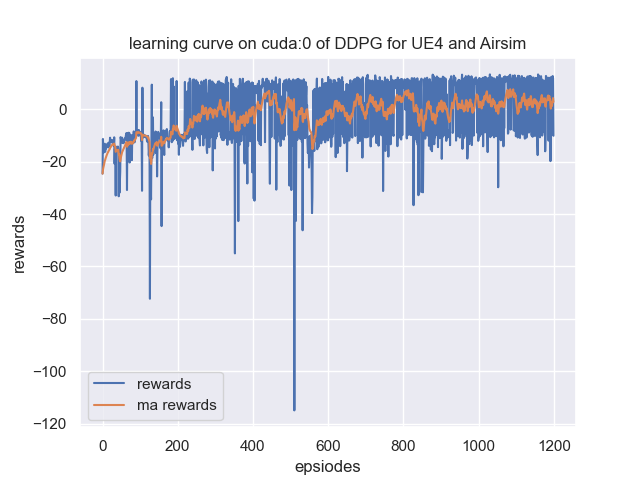 learning curve on cuda:0 of DDPG for UE4 and Airsim
0
−20
−40
−60
−80
−100
−120
rewards
rewards
ma rewards
0
200
400
600
800
1000
1200
epsiodes